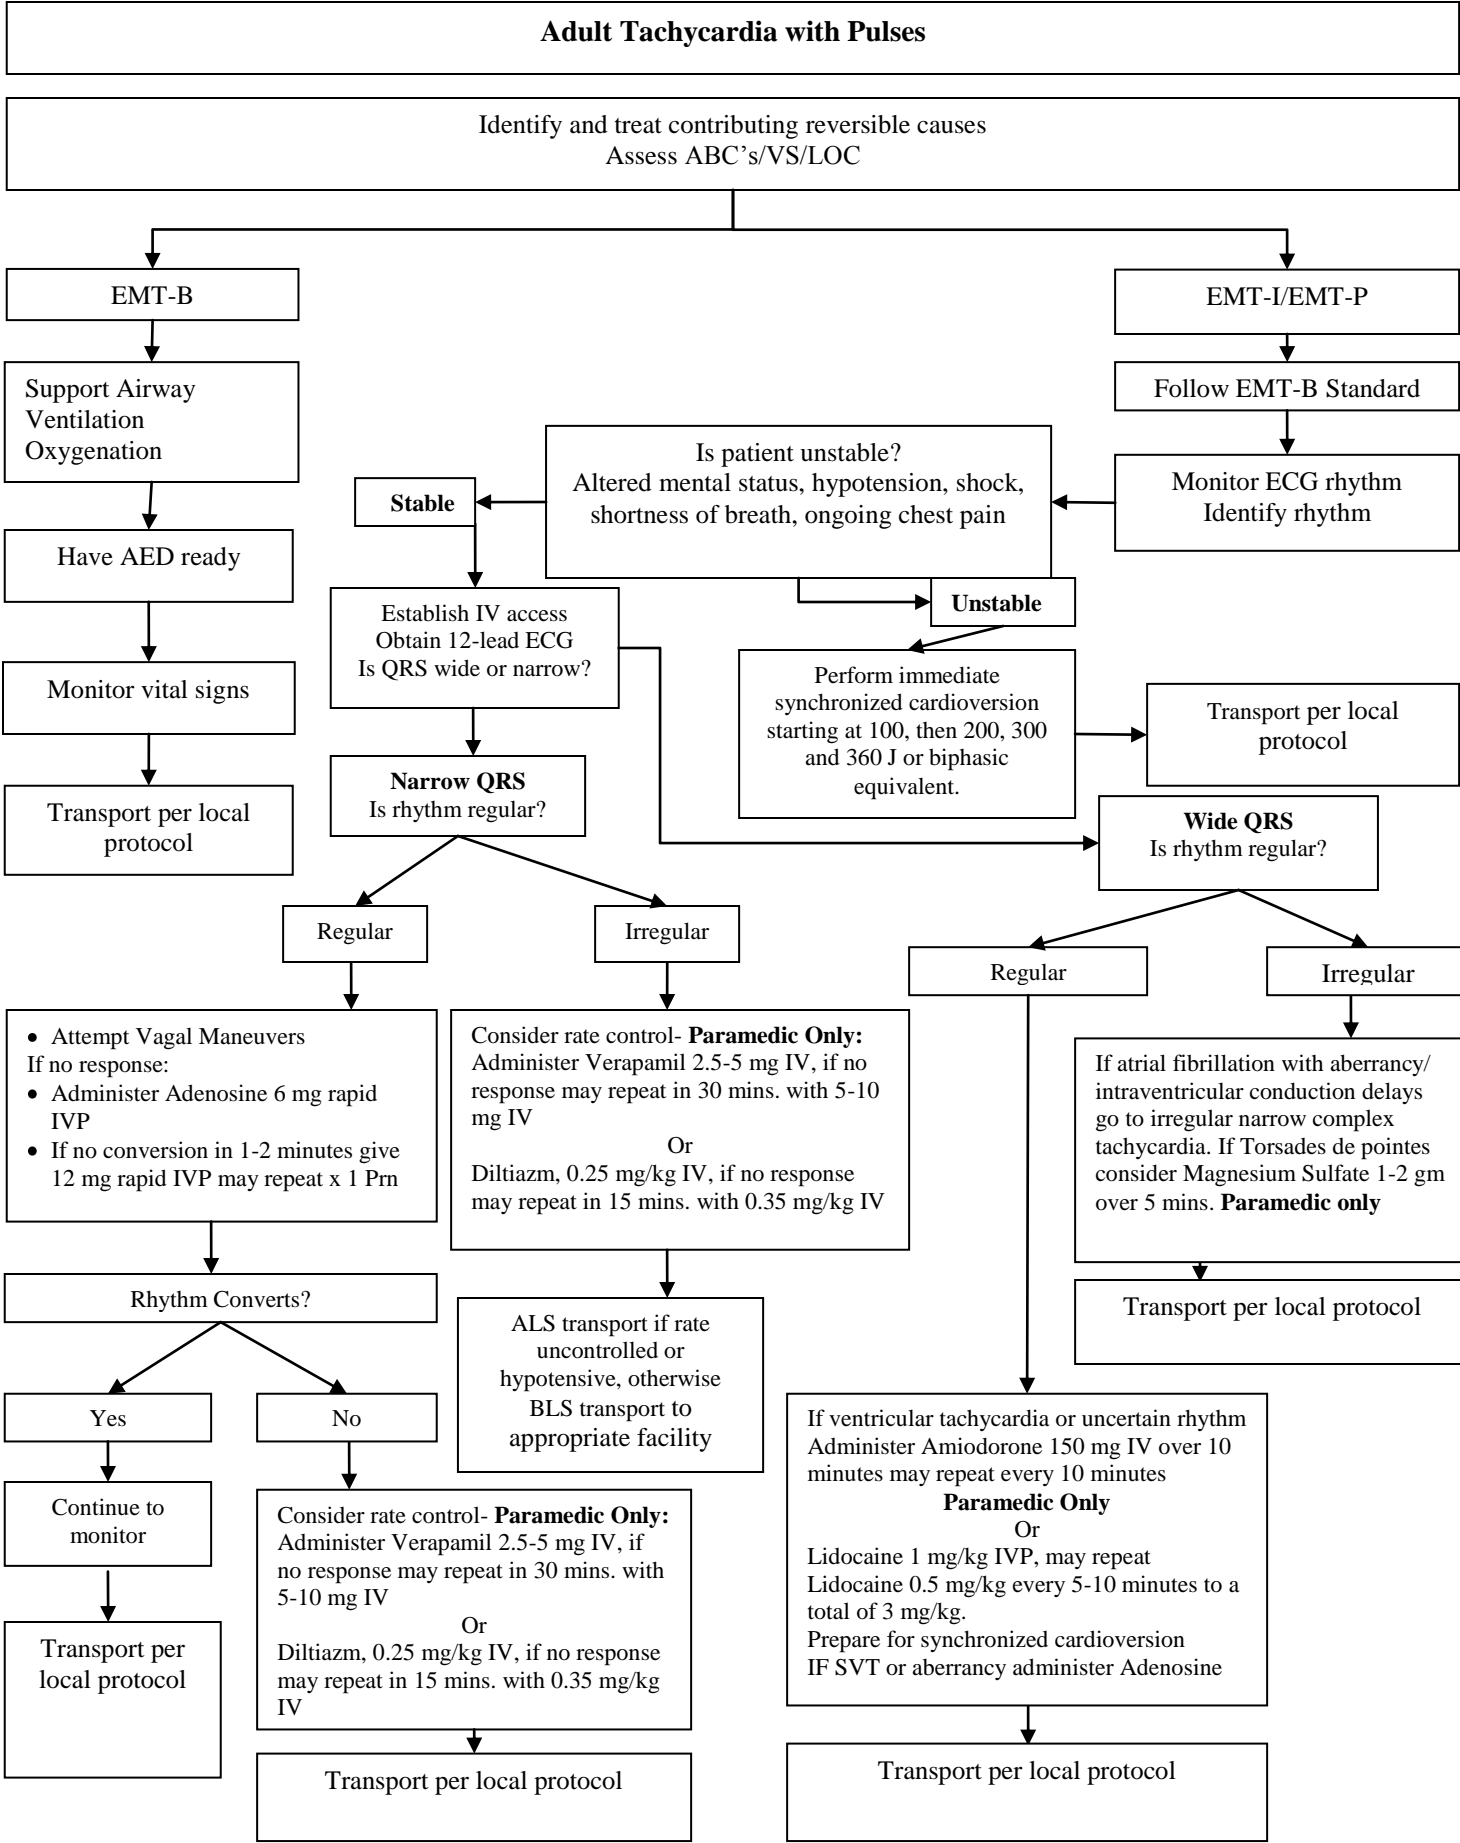 Adult Tachycardia with Pulses
Identify and treat contributing reversible causes
Assess ABC's/VS/LOC
EMT-B
Support Airway
Ventilation
Oxygenation
Have AED ready
Monitor vital signs
Transport per local
protocol
EMT-I/EMT-P
Follow EMT-B Standard
Monitor ECG rhythm
Identify rhythm
Is patient unstable?
Altered mental status, hypotension, shock,
shortness of breath, ongoing chest pain
Stable
Unstable
Establish IV access
Obtain 12-lead ECG
Is QRS wide or narrow?
Perform immediate
synchronized cardioversion
starting at 100, then 200, 300
and 360 J or biphasic
equivalent.
Transport per local
protocol
Narrow QRS
Is rhythm regular?
Wide QRS
Is rhythm regular?
Regular
Irregular
Regular
Irregular
• Attempt Vagal Maneuvers
If no response:
• Administer Adenosine 6 mg rapid
IVP
• If no conversion in 1-2 minutes give
12 mg rapid IVP may repeat x 1 Prn
Consider rate control- Paramedic Only:
Administer Verapamil 2.5-5 mg IV, if no
response may repeat in 30 mins. with 5-10
mg IV
Or
Diltiazm, 0.25 mg/kg IV, if no response
may repeat in 15 mins. with 0.35 mg/kg IV
If atrial fibrillation with aberrancy/
intraventricular conduction delays
go to irregular narrow complex
tachycardia. If Torsades de pointes
consider Magnesium Sulfate 1-2 gm
over 5 mins. Paramedic only
Transport per local protocol
Rhythm Converts?
Yes
No
Continue to
monitor
Transport per
local protocol
ALS transport if rate
uncontrolled or
hypotensive, otherwise
BLS transport to
appropriate facility
Consider rate control- Paramedic Only:
Administer Verapamil 2.5-5 mg IV, if
no response may repeat in 30 mins. with
5-10 mg IV
Or
Diltiazm, 0.25 mg/kg IV, if no response
may repeat in 15 mins. with 0.35 mg/kg
IV
Transport per local protocol
If ventricular tachycardia or uncertain rhythm
Administer Amiodorone 150 mg IV over 10
minutes may repeat every 10 minutes
Paramedic Only
Or
Lidocaine 1 mg/kg IVP, may repeat
Lidocaine 0.5 mg/kg every 5-10 minutes to a
total of 3 mg/kg.
Prepare for synchronized cardioversion
IF SVT or aberrancy administer Adenosine
Transport per local protocol